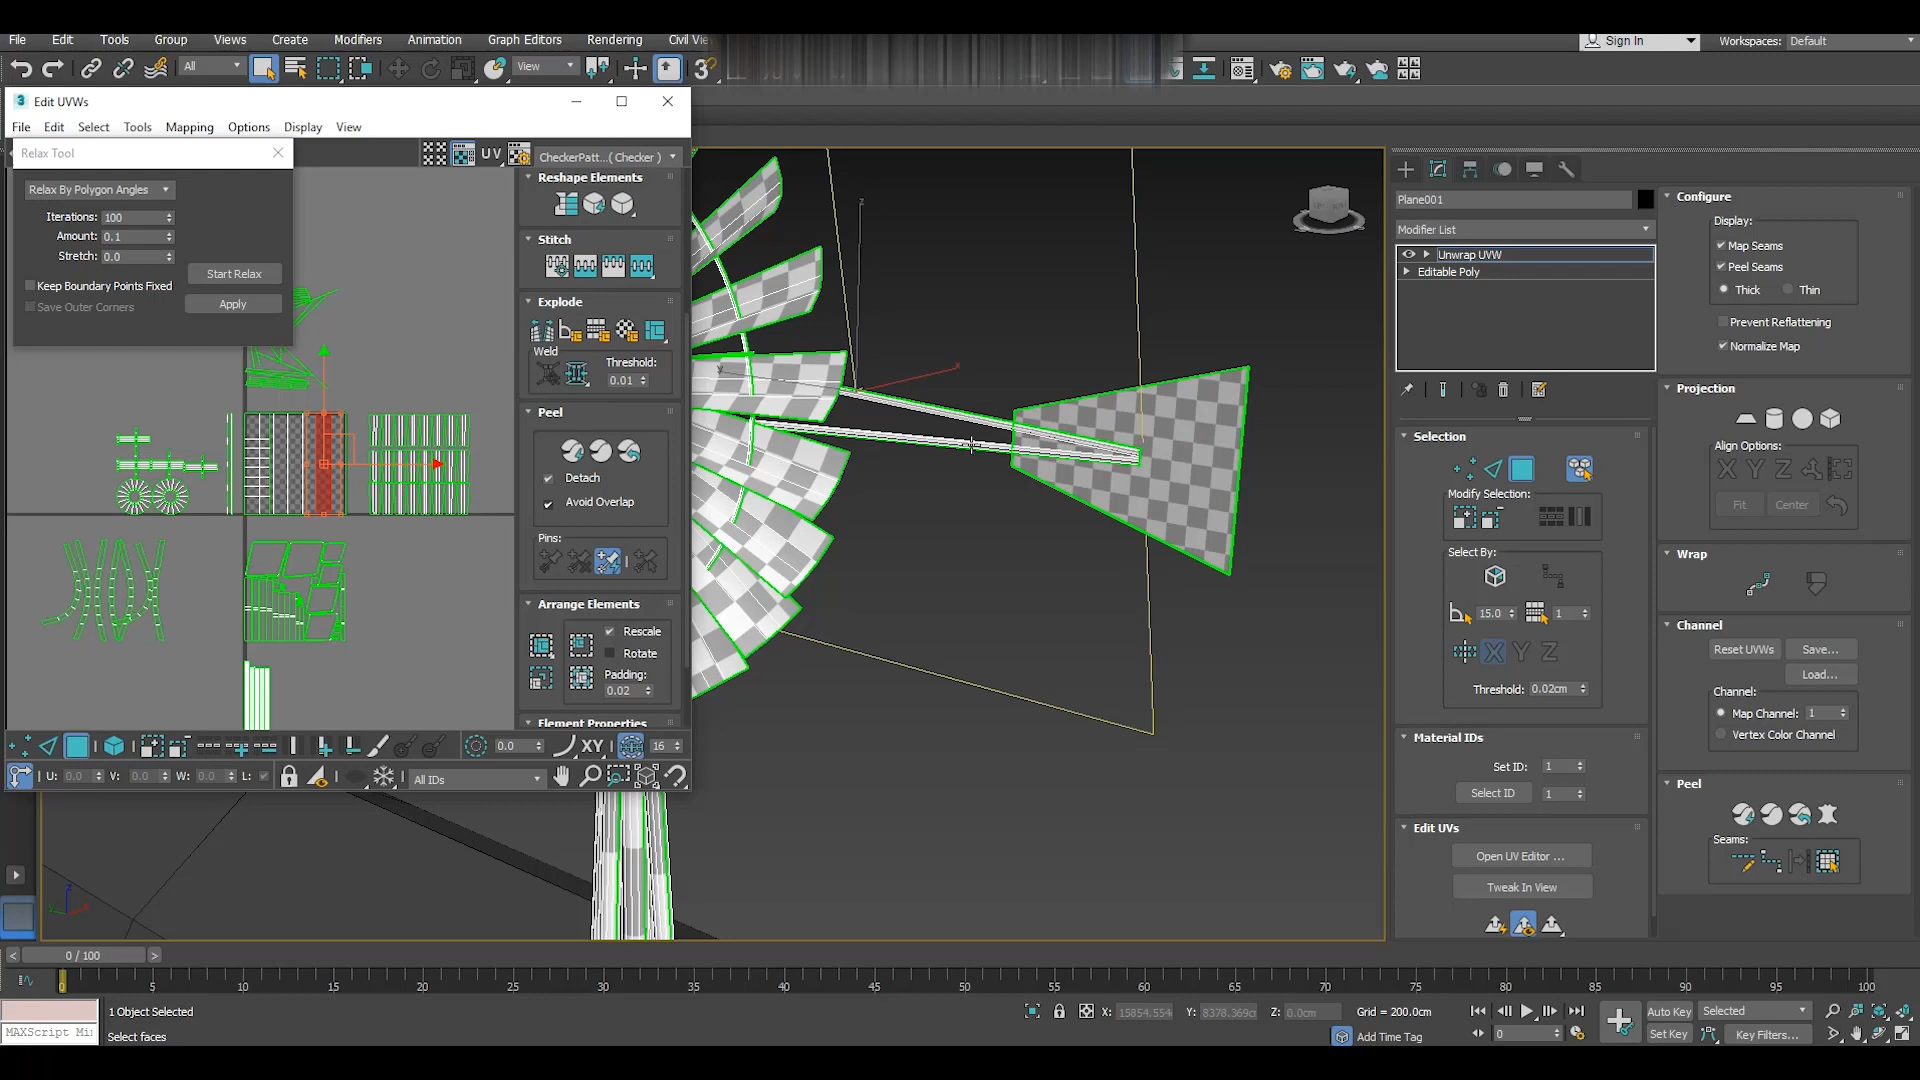 File Edit Tools Group Views Create Modifiers Animation Graph Editors Rendering Civil Vi
Sign In Workspaces: Default
All View
3 Edit UVWs
File Edit Select Tools Mapping Options Display View
Relax Tool
UV CheckerPatt...( Checker )
Relax By Polygon Angles
Iterations: 100
Amount: 0.1
Stretch: 0.0
Start Relax
Keep Boundary Points Fixed
Save Outer Corners
Apply
Reshape Elements
Stitch
Explode
Weld
Threshold:
0.01
Peel
Detach
Avoid Overlap
Pins:
Arrange Elements
Rescale
Rotate
Padding:
0.02
Element Properties
0.0 XY 16
U: 0.0 V: 0.0 W: 0.0 L: All IDs
z
x
y
Plane001
Modifier List
Unwrap UVW
Editable Poly
Selection
Modify Selection:
Select By:
15.0 1
X Y Z
Threshold: 0.02cm
Material IDs
Set ID: 1
Select ID 1
Edit UVs
Open UV Editor ...
Tweak In View
Configure
Display:
Map Seams
Peel Seams
Thick Thin
Prevent Reflattening
Normalize Map
Projection
Align Options:
X Y Z
Fit Center
Wrap
Channel
Reset UVWs Save...
Load...
Channel:
Map Channel: 1
Vertex Color Channel
Peel
Seams:
< 0 / 100 >
0 5 10 15 20 25 30 35 40 45 50 55 60 65 70 75 80 85 90 95 100
1 Object Selected
X: 15854.554 Y: 8378.369cm Z: 0.0cm Grid = 200.0cm
Auto Key Selected
MAXScript Mi
Select faces
Add Time Tag
0
Set Key Key Filters...